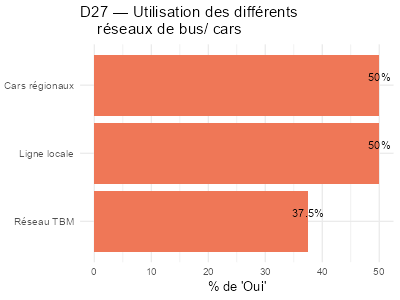 D27 — Utilisation des différents
réseaux de bus/ cars
Cars régionaux
50%
Ligne locale
50%
Réseau TBM
37.5%
0 10 20 30 40 50
% de 'Oui'